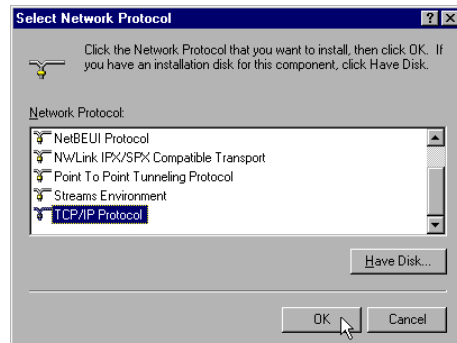 Select Network Protocol
Click the Network Protocol that you want to install, then click OK. If
you have an installation disk for this component, click Have Disk.
Network Protocol:
NetBEUI Protocol
NWLink IPX/SPX Compatible Transport
Point To Point Tunneling Protocol
Streams Environment
TCP/IP Protocol
Have Disk...
OK
Cancel